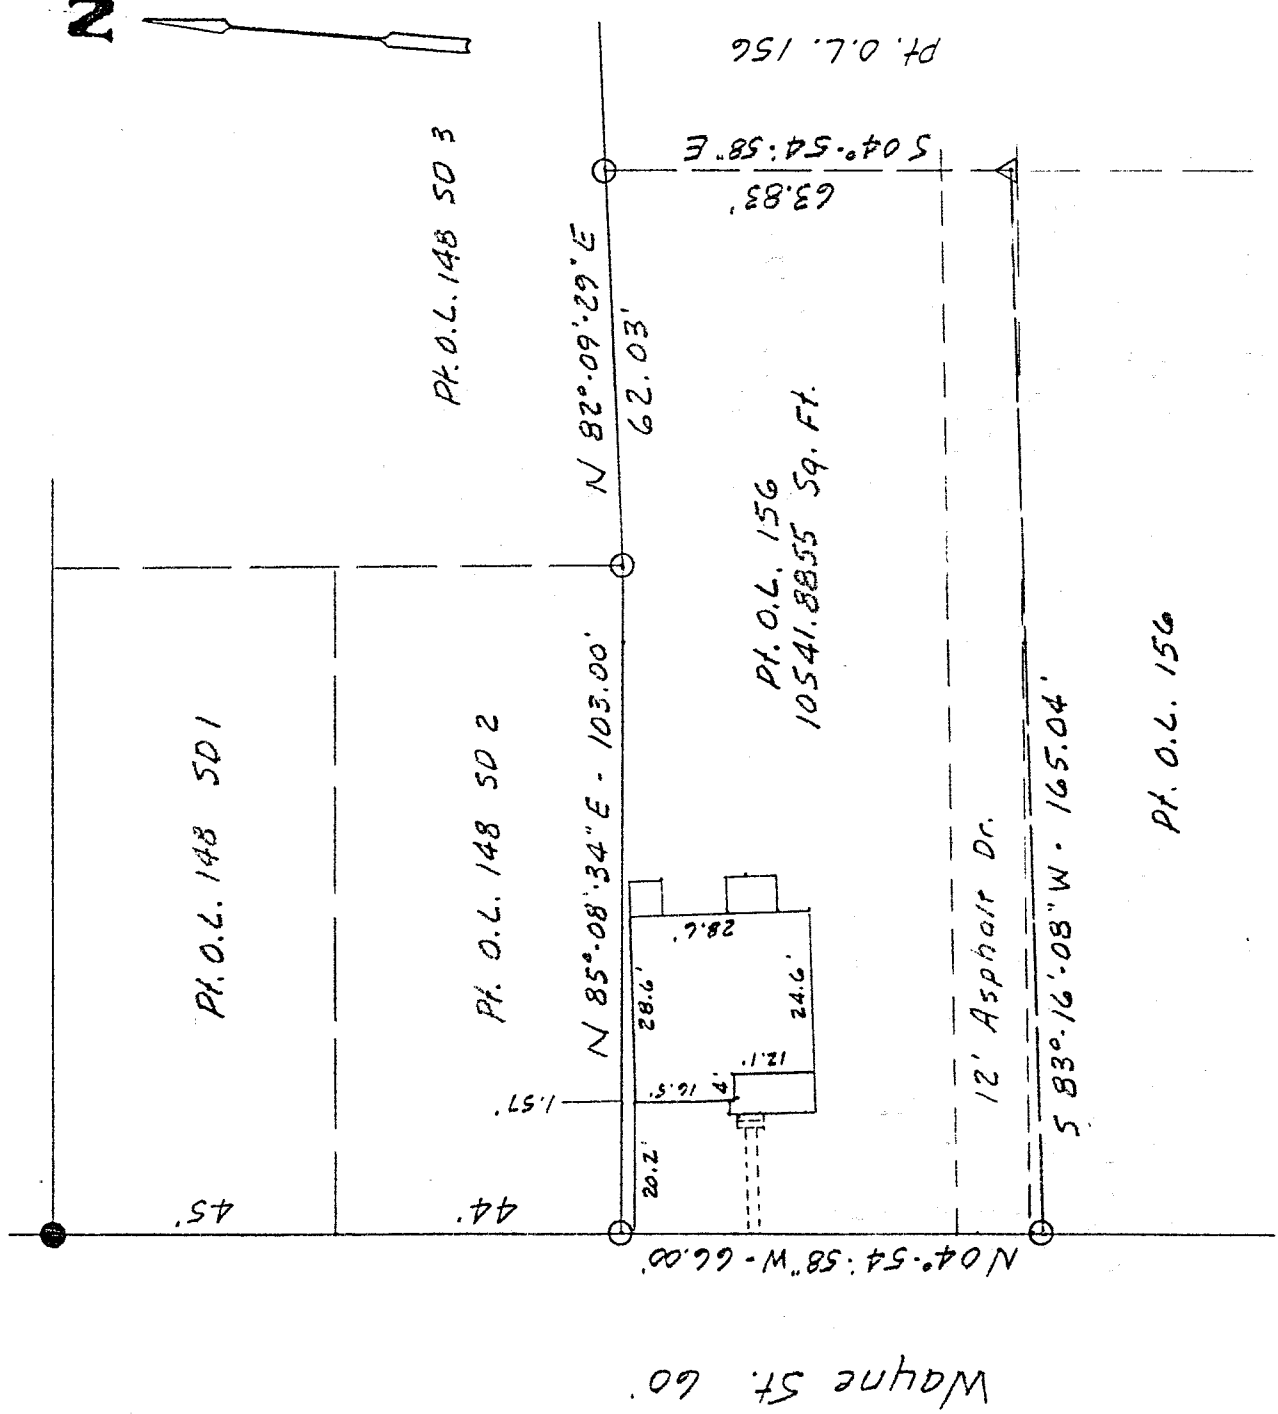 N
Pt. O.L. 156
Pt. O.L. 148 SD 3
S 04°-54'-58" E
63.83'
N 82°-09'-29" E
62.03'
Pt. O.L. 156
10541.8855 Sq. Ft.
Pt. O.L. 148 SD 1
Pt. O.L. 148 SD 2
N 85°-08'-34" E - 103.00'
28.6'
28.6'
24.6'
12.1'
4'
16.5'
1.57'
20.2'
12' Asphalt Dr.
S 83°-16'-08" W - 165.04'
Pt. O.L. 156
45'
44'
N 04°-54'-58" W - 66.00'
Wayne St. 60'